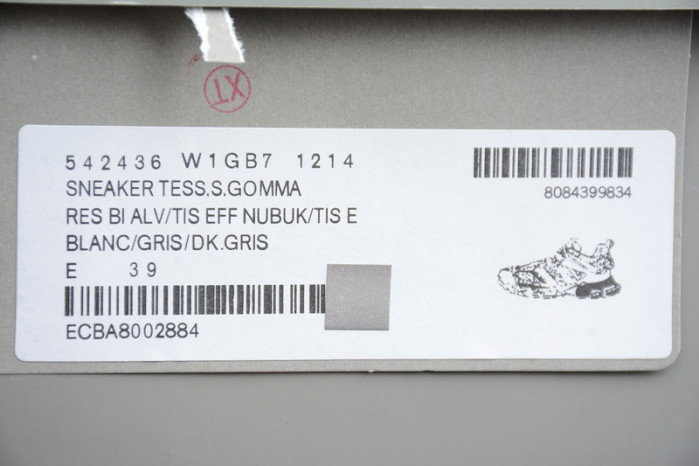 XT
542436 W1GB7 1214
SNEAKER TESS.S.GOMMA
RES BI ALV/TIS EFF NUBUK/TIS E
BLANC/GRIS/DK.GRIS
E 39
ECBA8002884
8084399834